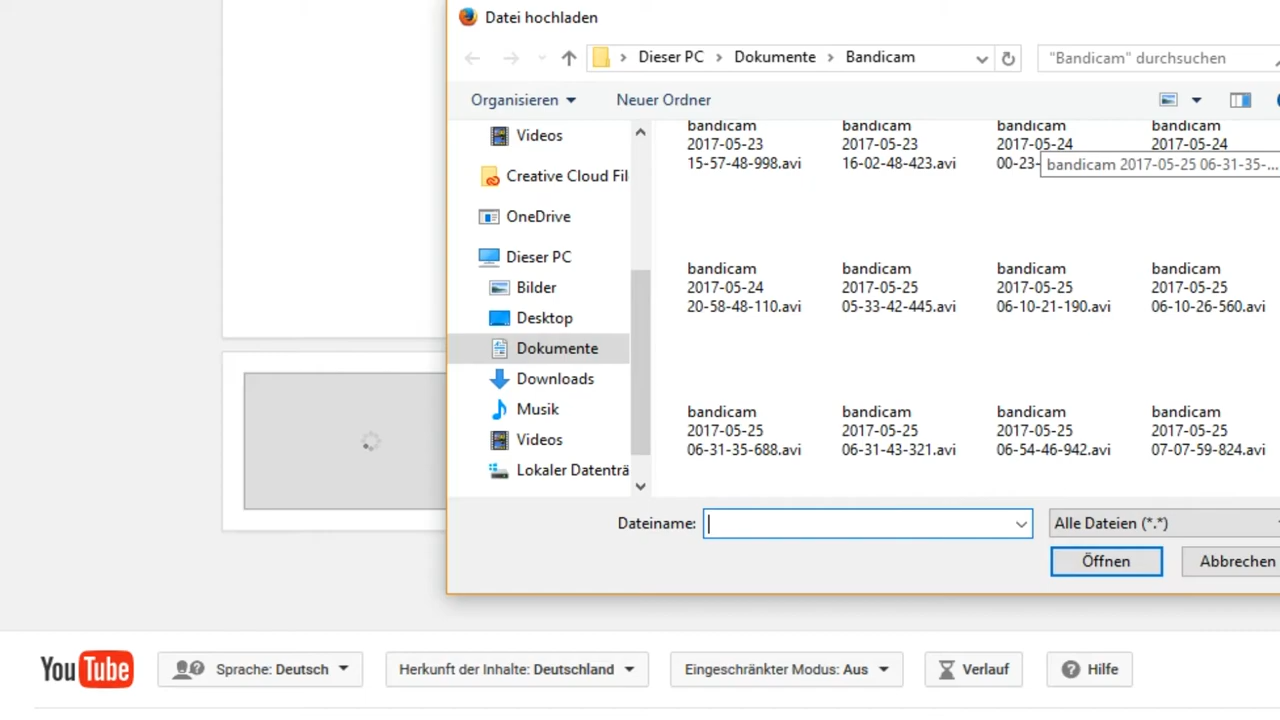 Datei hochladen
Dieser PC
Dokumente
Bandicam
"Bandicam" durchsuchen
Organisieren
Neuer Ordner
Videos
Creative Cloud Fil
OneDrive
Dieser PC
Bilder
Desktop
Dokumente
Downloads
Musik
Videos
Lokaler Datenträ
bandicam
2017-05-23
15-57-48-998.avi
bandicam
2017-05-23
16-02-48-423.avi
bandicam
2017-05-24
00-23-
bandicam
2017-05-24
bandicam 2017-05-25 06-31-35-...
bandicam
2017-05-24
20-58-48-110.avi
bandicam
2017-05-25
05-33-42-445.avi
bandicam
2017-05-25
06-10-21-190.avi
bandicam
2017-05-25
06-10-26-560.avi
bandicam
2017-05-25
06-31-35-688.avi
bandicam
2017-05-25
06-31-43-321.avi
bandicam
2017-05-25
06-54-46-942.avi
bandicam
2017-05-25
07-07-59-824.avi
Dateiname:
Alle Dateien (*.*)
Öffnen
Abbrechen
YouTube
Sprache: Deutsch
Herkunft der Inhalte: Deutschland
Eingeschränkter Modus: Aus
Verlauf
Hilfe